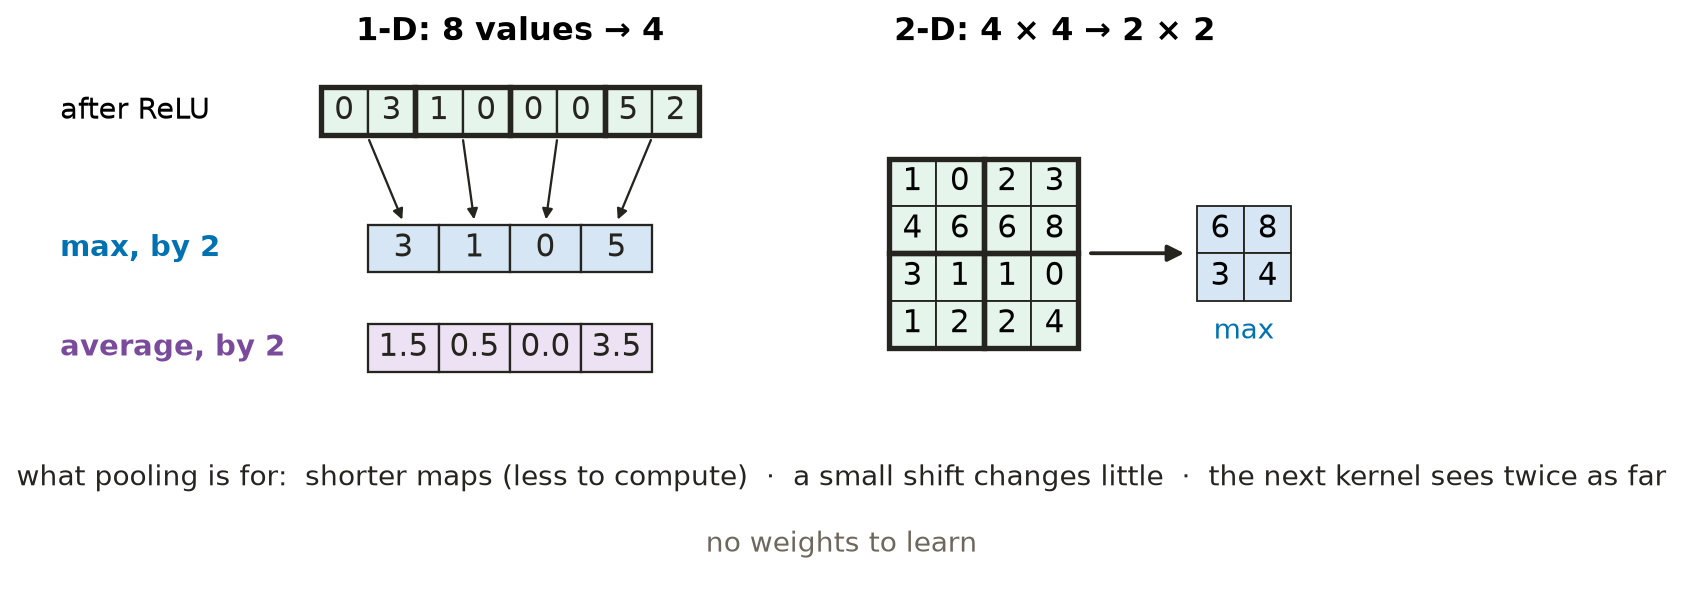 1-D: 8 values → 4
after ReLU
0 3 1 0 0 0 5 2
max, by 2
3 1 0 5
average, by 2
1.5 0.5 0.0 3.5
2-D: 4 × 4 → 2 × 2
1 0 2 3
4 6 6 8
3 1 1 0
1 2 2 4
6 8
3 4
max
what pooling is for: shorter maps (less to compute) · a small shift changes little · the next kernel sees twice as far
no weights to learn